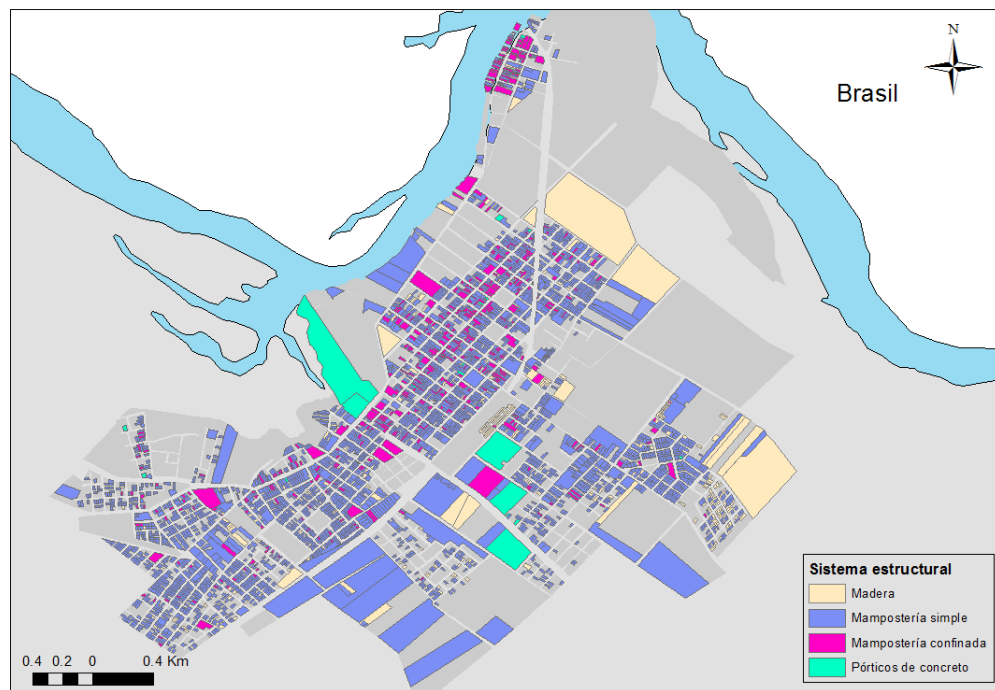 N
Brasil
Sistema estructural
Madera
Mampostería simple
Mampostería confinada
Pórticos de concreto
0.4 0.2 0 0.4 Km